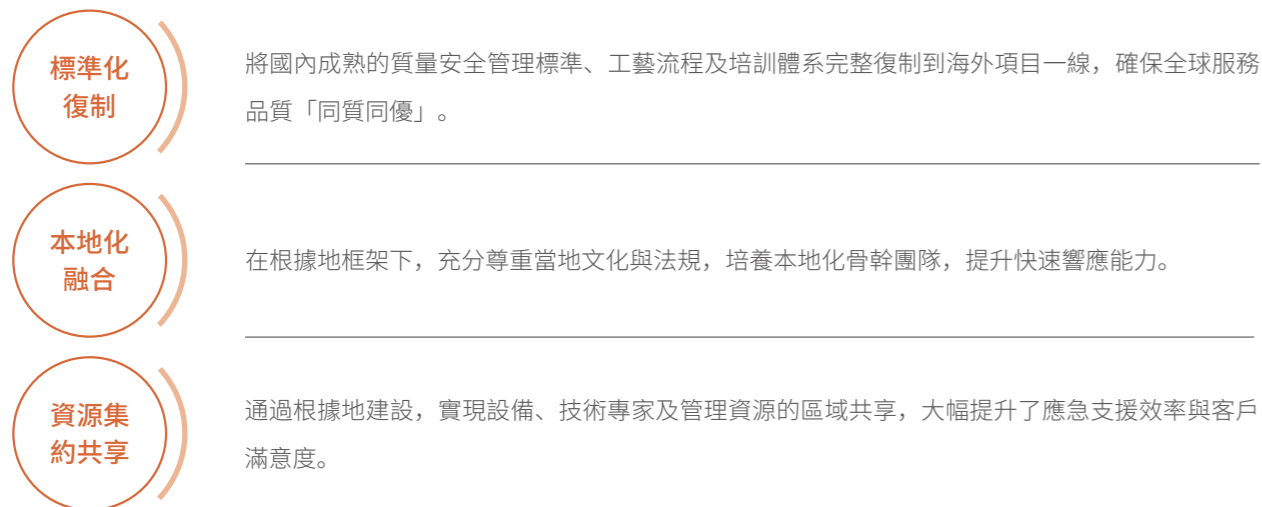 標準化
復制
將國內成熟的質量安全管理標準、工藝流程及培訓體系完整復制到海外項目一線，確保全球服務
品質「同質同優」。
本地化
融合
在根據地框架下，充分尊重當地文化與法規，培養本地化骨幹團隊，提升快速響應能力。
資源集
約共享
通過根據地建設，實現設備、技術專家及管理資源的區域共享，大幅提升了應急支援效率與客戶
滿意度。